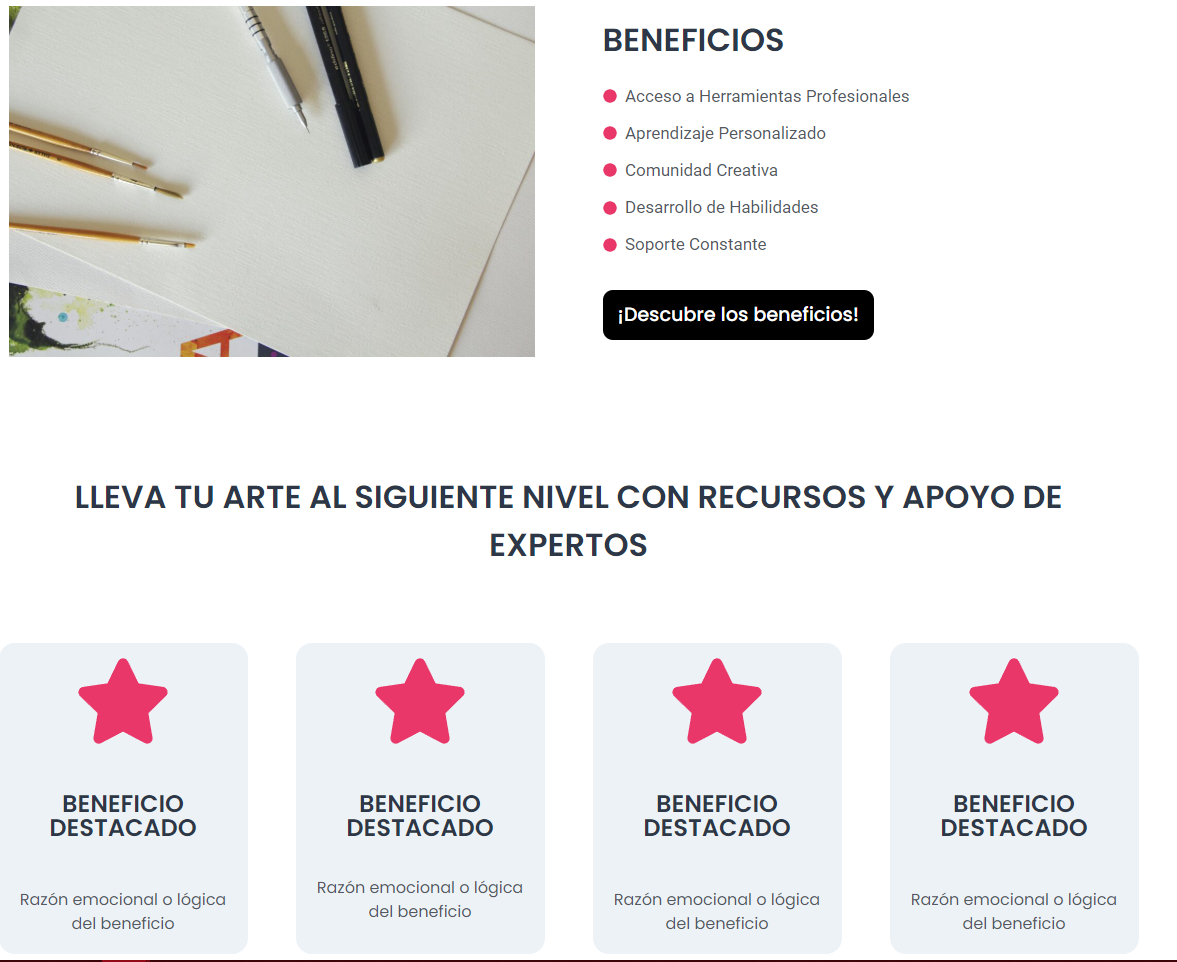 BENEFICIOS
Acceso a Herramientas Profesionales
Aprendizaje Personalizado
Comunidad Creativa
Desarrollo de Habilidades
Soporte Constante
¡Descubre los beneficios!
LLEVA TU ARTE AL SIGUIENTE NIVEL CON RECURSOS Y APOYO DE
EXPERTOS
BENEFICIO
DESTACADO
Razón emocional o lógica
del beneficio
BENEFICIO
DESTACADO
Razón emocional o lógica
del beneficio
BENEFICIO
DESTACADO
Razón emocional o lógica
del beneficio
BENEFICIO
DESTACADO
Razón emocional o lógica
del beneficio